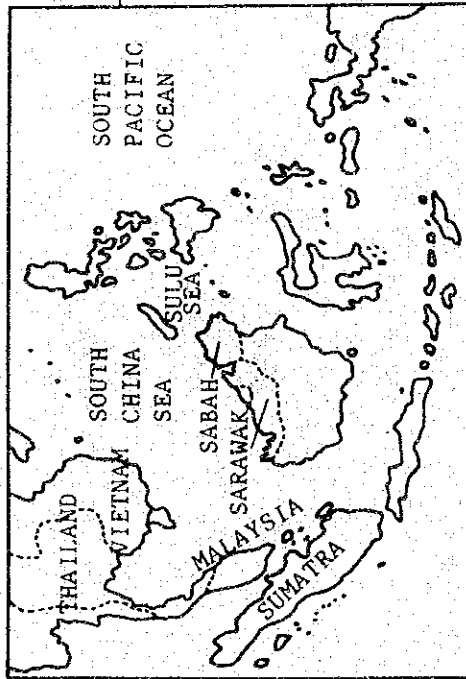 THAILAND
VIETNAM
SOUTH
CHINA
SEA
SOUTH
PACIFIC
OCEAN
SULU
SEA
SABAH
SARAWAK
MALAYSIA
SUMATRA